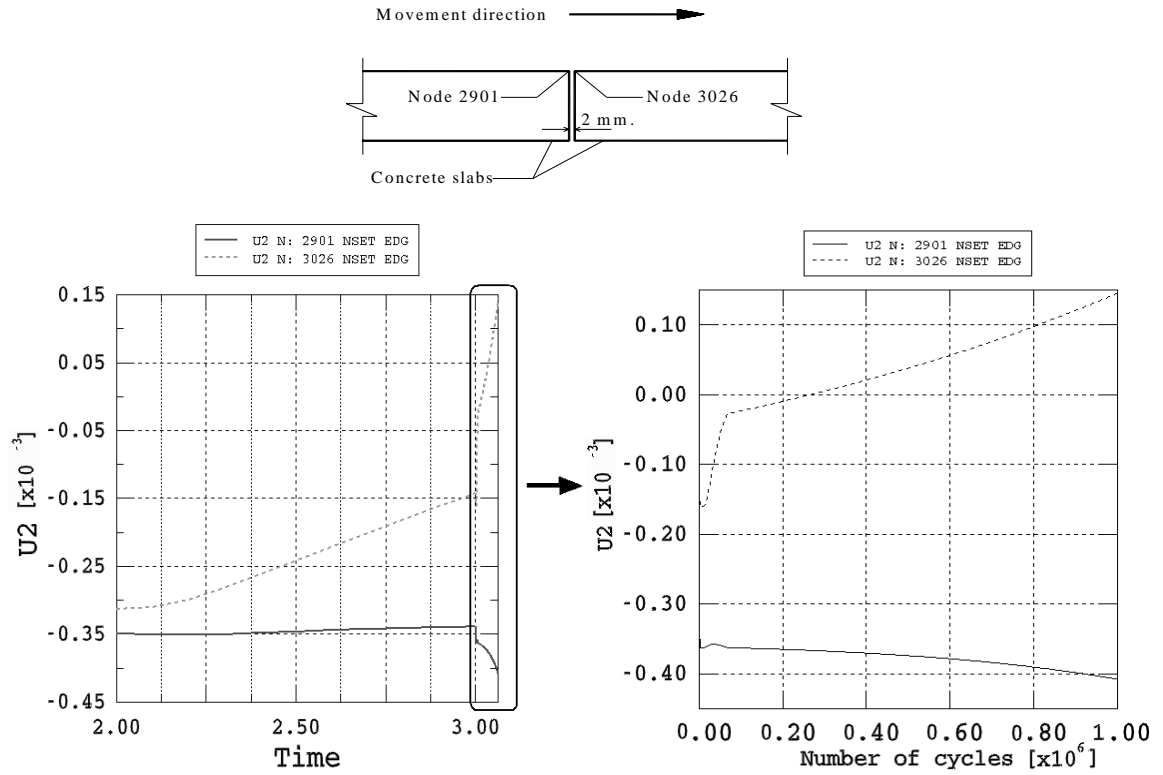 Movement direction
Node 2901
Node 3026
2 mm.
Concrete slabs
U2 N: 2901 NSET EDG
U2 N: 3026 NSET EDG
0.15
0.05
-0.05
-0.15
-0.25
-0.35
-0.45
U2 [x10 -3]
2.00
2.50
3.00
Time
U2 N: 2901 NSET EDG
U2 N: 3026 NSET EDG
0.10
0.00
-0.10
-0.20
-0.30
-0.40
U2 [x10 -3]
0.00
0.20
0.40
0.60
0.80
1.00
Number of cycles [x10^6]